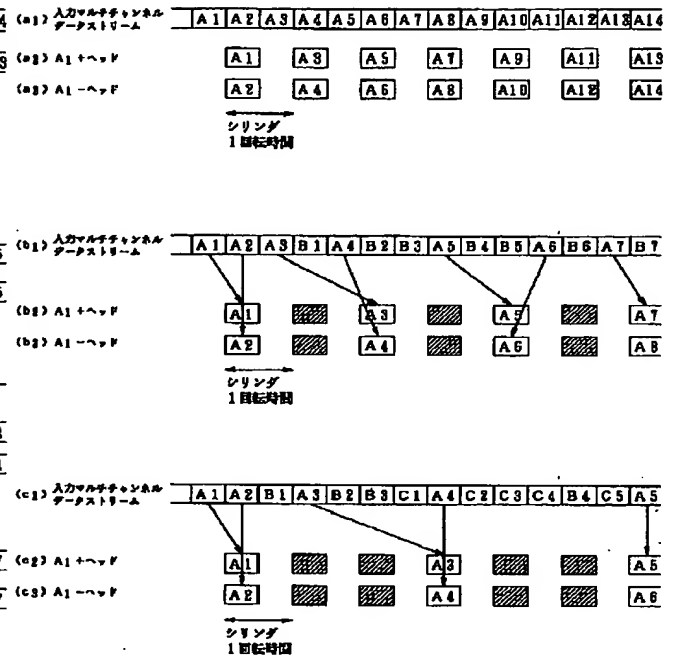 (a1) 入力マルチチャンネル
データストリーム
A1 A2 A3 A4 A5 A6 A7 A8 A9 A10 A11 A12 A13 A14
(a2) A1+ヘッド
A1 A3 A5 A7 A9 A11 A13
(a3) A1-ヘッド
A2 A4 A6 A8 A10 A12 A14
シリンダ
1回転時間
(b1) 入力マルチチャンネル
データストリーム
A1 A2 A3 B1 A4 B2 B3 A5 B4 B5 A6 B6 A7 B7
(b2) A1+ヘッド
A1 A3 A5 A7
(b3) A1-ヘッド
A2 A4 A6 A8
シリンダ
1回転時間
(c1) 入力マルチチャンネル
データストリーム
A1 A2 B1 A3 B2 B3 C1 A4 C2 C3 C4 B4 C5 A5
(c2) A1+ヘッド
A1 A3 A5
(c3) A1-ヘッド
A2 A4 A6
シリンダ
1回転時間